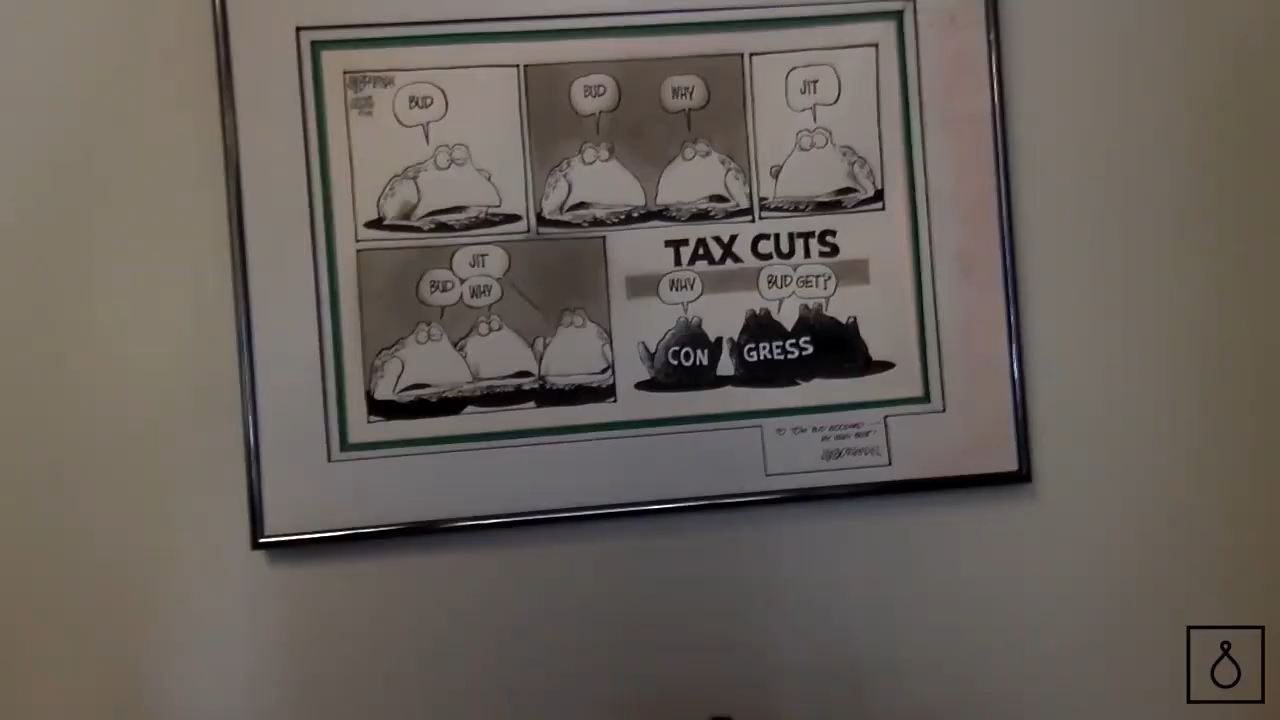 BUD
BUD
WHY
JIT
JIT
BUD
WHY
TAX CUTS
WHY
BUD GET?
CON GRESS